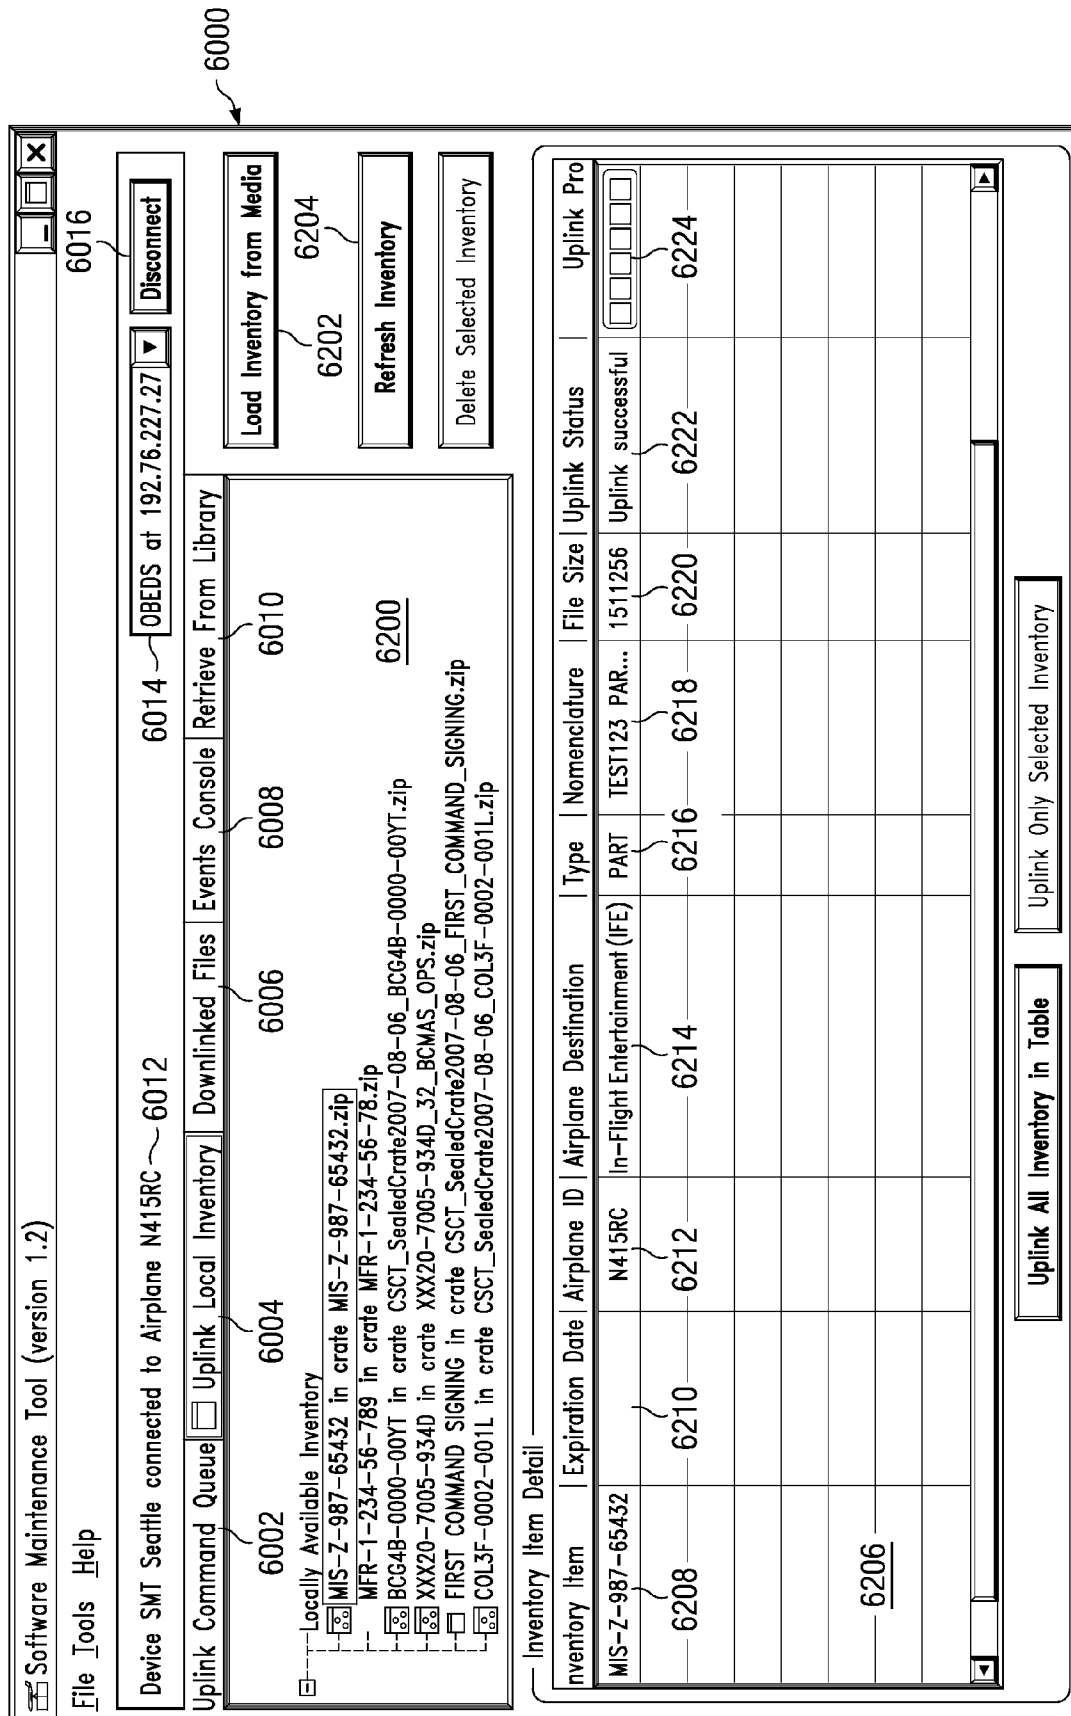 Software Maintenance Tool (version 1.2)
File Tools Help
6016
6000
Device SMT Seattle connected to Airplane N415RC 6012
6014 OBEDS at 192.76.227.27 Disconnect
Uplink Command Queue Uplink Local Inventory Downlinked Files Events Console Retrieve From Library
6002 6004 6006 6008 6010
Load Inventory from Media
6202 6204
Refresh Inventory
Delete Selected Inventory
Locally Available Inventory
MIS-Z-987-65432 in crate MIS-Z-987-65432.zip
MFR-1-234-56-789 in crate MFR-1-234-56-78.zip
BCG4B-0000-00YT in crate CSCT_SealedCrate2007-08-06_BCG4B-0000-00YT.zip
XXX20-7005-934D in crate XXX20-7005-934D_32_BCMAS_OPS.zip
FIRST COMMAND SIGNING in crate CSCT_SealedCrate2007-08-06_FIRST_COMMAND_SIGNING.zip
COL3F-0002-001L in crate CSCT_SealedCrate2007-08-06_COL3F-0002-001L.zip
6200
Inventory Item Detail
nventory Item Expiration Date Airplane ID Airplane Destination Type Nomenclature File Size Uplink Status Uplink Pro
MIS-Z-987-65432 N415RC In-Flight Entertainment (IFE) PART TEST123 PAR... 1511256 Uplink successful
6208 6210 6212 6214 6216 6218 6220 6222 6224
6206
Uplink All Inventory in Table Uplink Only Selected Inventory